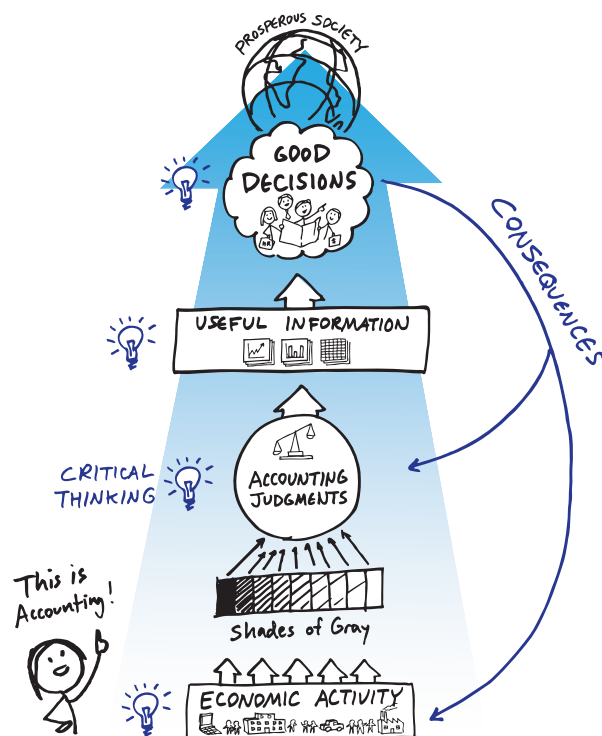 PROSPEROUS SOCIETY
GOOD
DECISIONS
HR
$
CONSEQUENCES
USEFUL INFORMATION
CRITICAL
THINKING
ACCOUNTING
JUDGMENTS
This is
Accounting!
Shades of Gray
ECONOMIC ACTIVITY